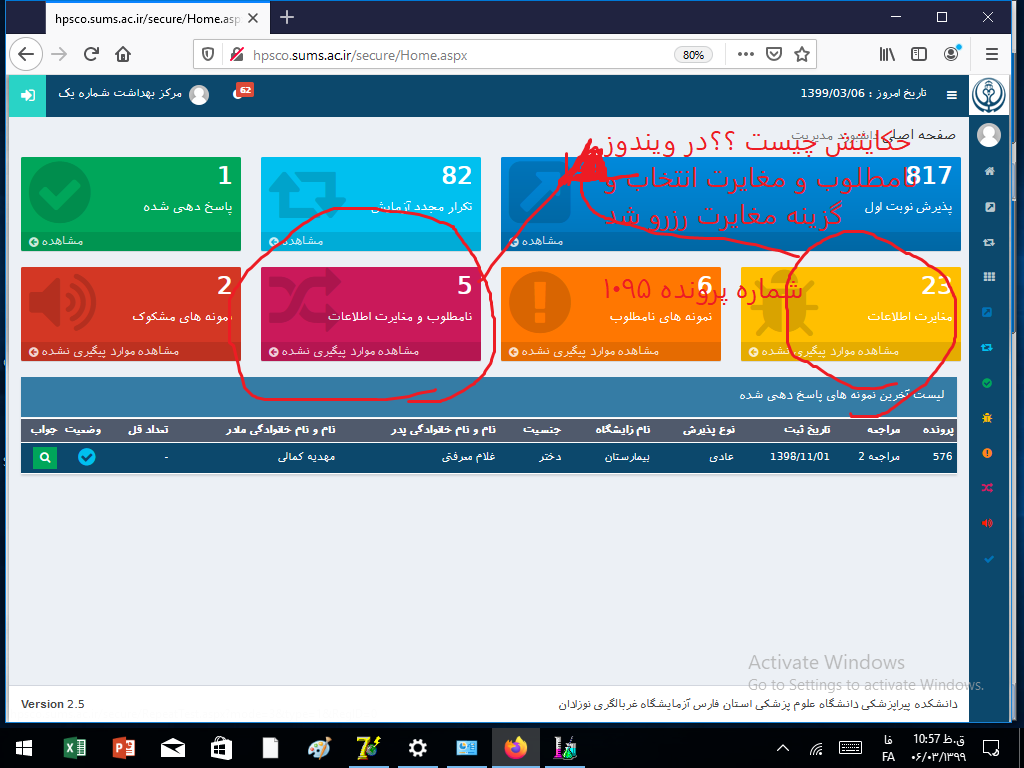 hpsco.sums.ac.ir/secure/Home.asp
hpsco.sums.ac.ir/secure/Home.aspx
80%
تاریخ امروز : 1399/03/06
62
مرکز بهداشت شماره یک
صفحه اصلی داشبورد مدیریت
حکایتش چیست ؟؟در ویندوز
نامطلوب و مغایرت انتخاب و
گزینه مغایرت رزرو شد
شماره پرونده ۱۰۹۵
817
پذیرش نوبت اول
مشاهده
82
تکرار مجدد آزمایش
مشاهده
1
پاسخ دهی شده
مشاهده
23
مغایرت اطلاعات
مشاهده موارد پیگیری نشده
6
نمونه های نامطلوب
مشاهده موارد پیگیری نشده
5
نامطلوب و مغایرت اطلاعات
مشاهده موارد پیگیری نشده
2
نمونه های مشکوک
مشاهده موارد پیگیری نشده
لیست آخرین نمونه های پاسخ دهی شده
پرونده مراجعه تاریخ ثبت نوع پذیرش نام زایشگاه جنسیت نام و نام خانوادگی پدر نام و نام خانوادگی مادر تعداد قل وضعیت جواب
576 مراجعه 2 1398/11/01 عادی بیمارستان دختر غلام معرفتی مهدیه کمالی -
Activate Windows
Go to Settings to activate Windows.
دانشکده پیراپزشکی دانشگاه علوم پزشکی استان فارس آزمایشگاه غربالگری نوزادان
Version 2.5
فا
FA
10:57 ق.ظ
۰۶/۰۳/۱۳۹۹